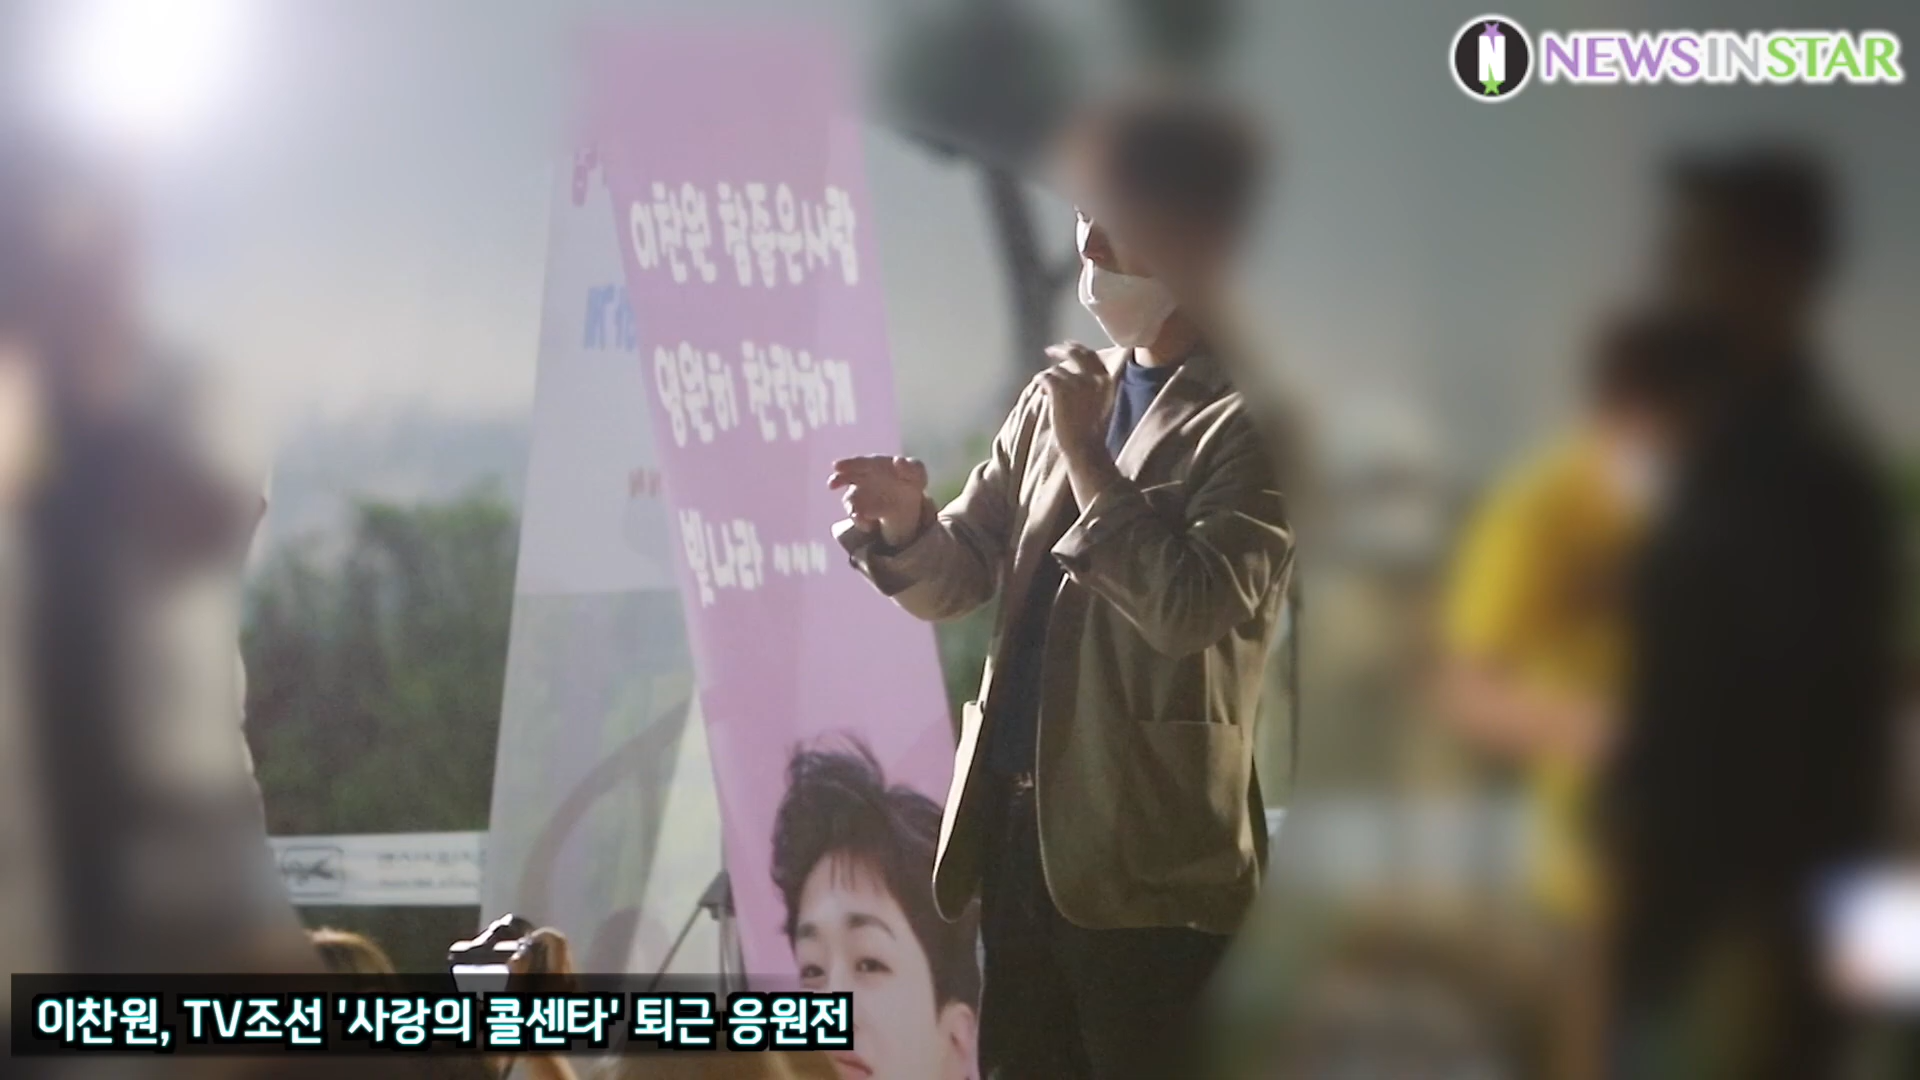 NEWSINSTAR
이찬원 참좋은사람
영원히 찬란하게
빛나라 ~~~
이찬원, TV조선 '사랑의 콜센타' 퇴근 응원전